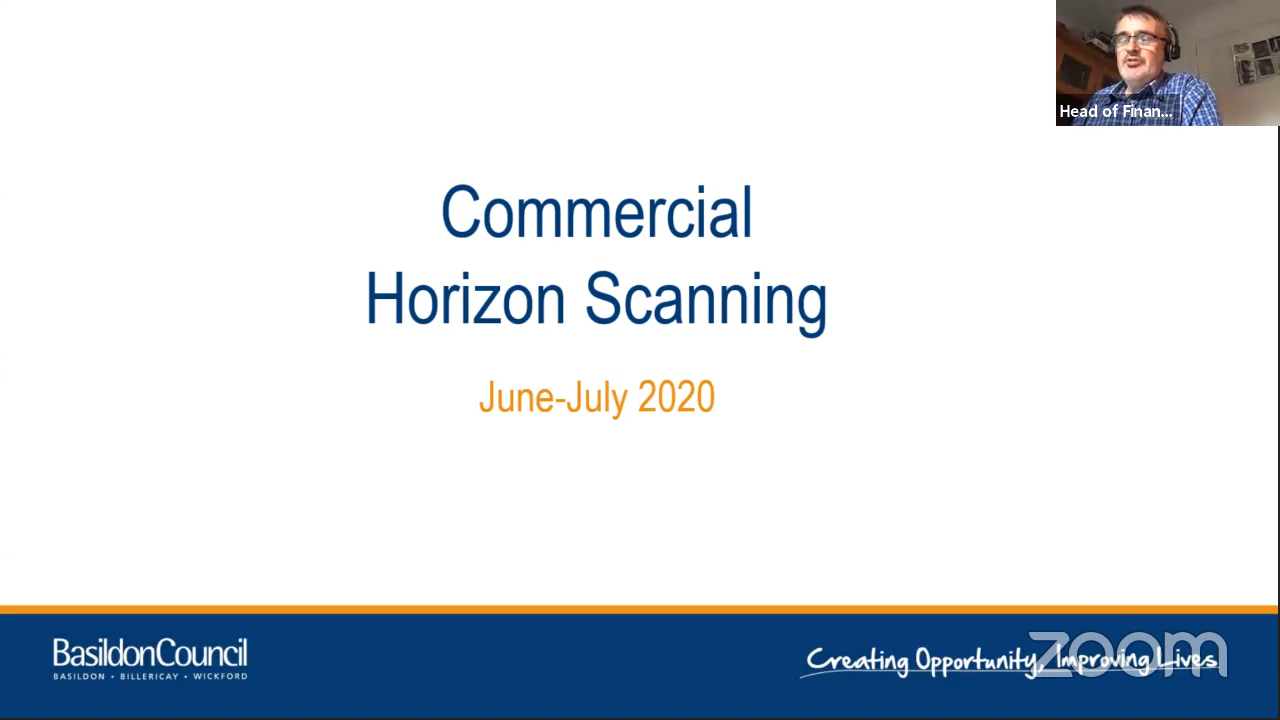 Head of Finan...
Commercial
Horizon Scanning
June-July 2020
BasildonCouncil
BASILDON • BILLERICAY • WICKFORD
Creating Opportunity, Improving Lives
zoom